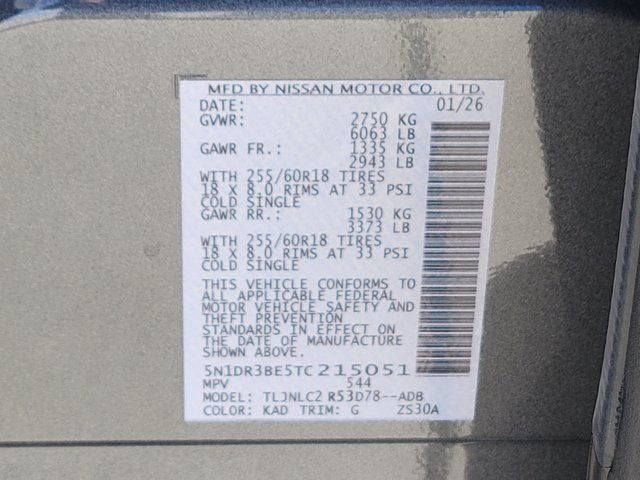 MFD BY NISSAN MOTOR CO., LTD.
DATE: 01/26
GVWR: 2750 KG
6063 LB
GAWR FR.: 1335 KG
2943 LB
WITH 255/60R18 TIRES
18 X 8.0 RIMS AT 33 PSI
COLD SINGLE
GAWR RR.: 1530 KG
3373 LB
WITH 255/60R18 TIRES
18 X 8.0 RIMS AT 33 PSI
COLD SINGLE
THIS VEHICLE CONFORMS TO
ALL APPLICABLE FEDERAL
MOTOR VEHICLE SAFETY AND
THEFT PREVENTION
STANDARDS IN EFFECT ON
THE DATE OF MANUFACTURE
SHOWN ABOVE.
5N1DR3BE5TC215051
MPV 544
MODEL: TLJNLC2 R53D78--ADB
COLOR: KAD TRIM: G ZS30A